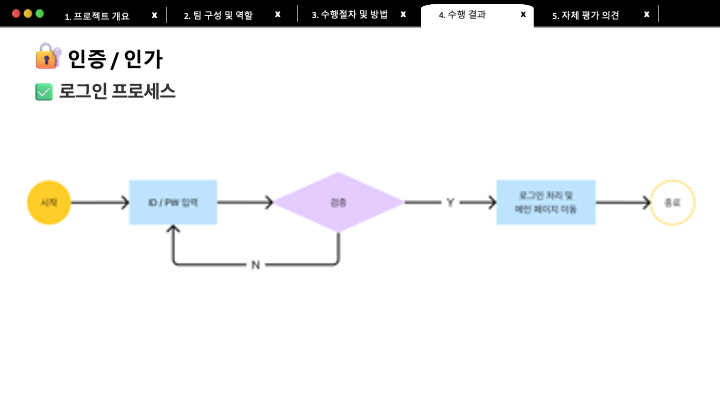 1. 프로젝트 개요 x
2. 팀 구성 및 역할 x
3. 수행절차 및 방법 x
4. 수행 결과 x
5. 자체 평가 의견 x
인증 / 인가
로그인 프로세스
시작
ID / PW 입력
검증
Y
로그인 처리 및
메인 페이지 이동
종료
N